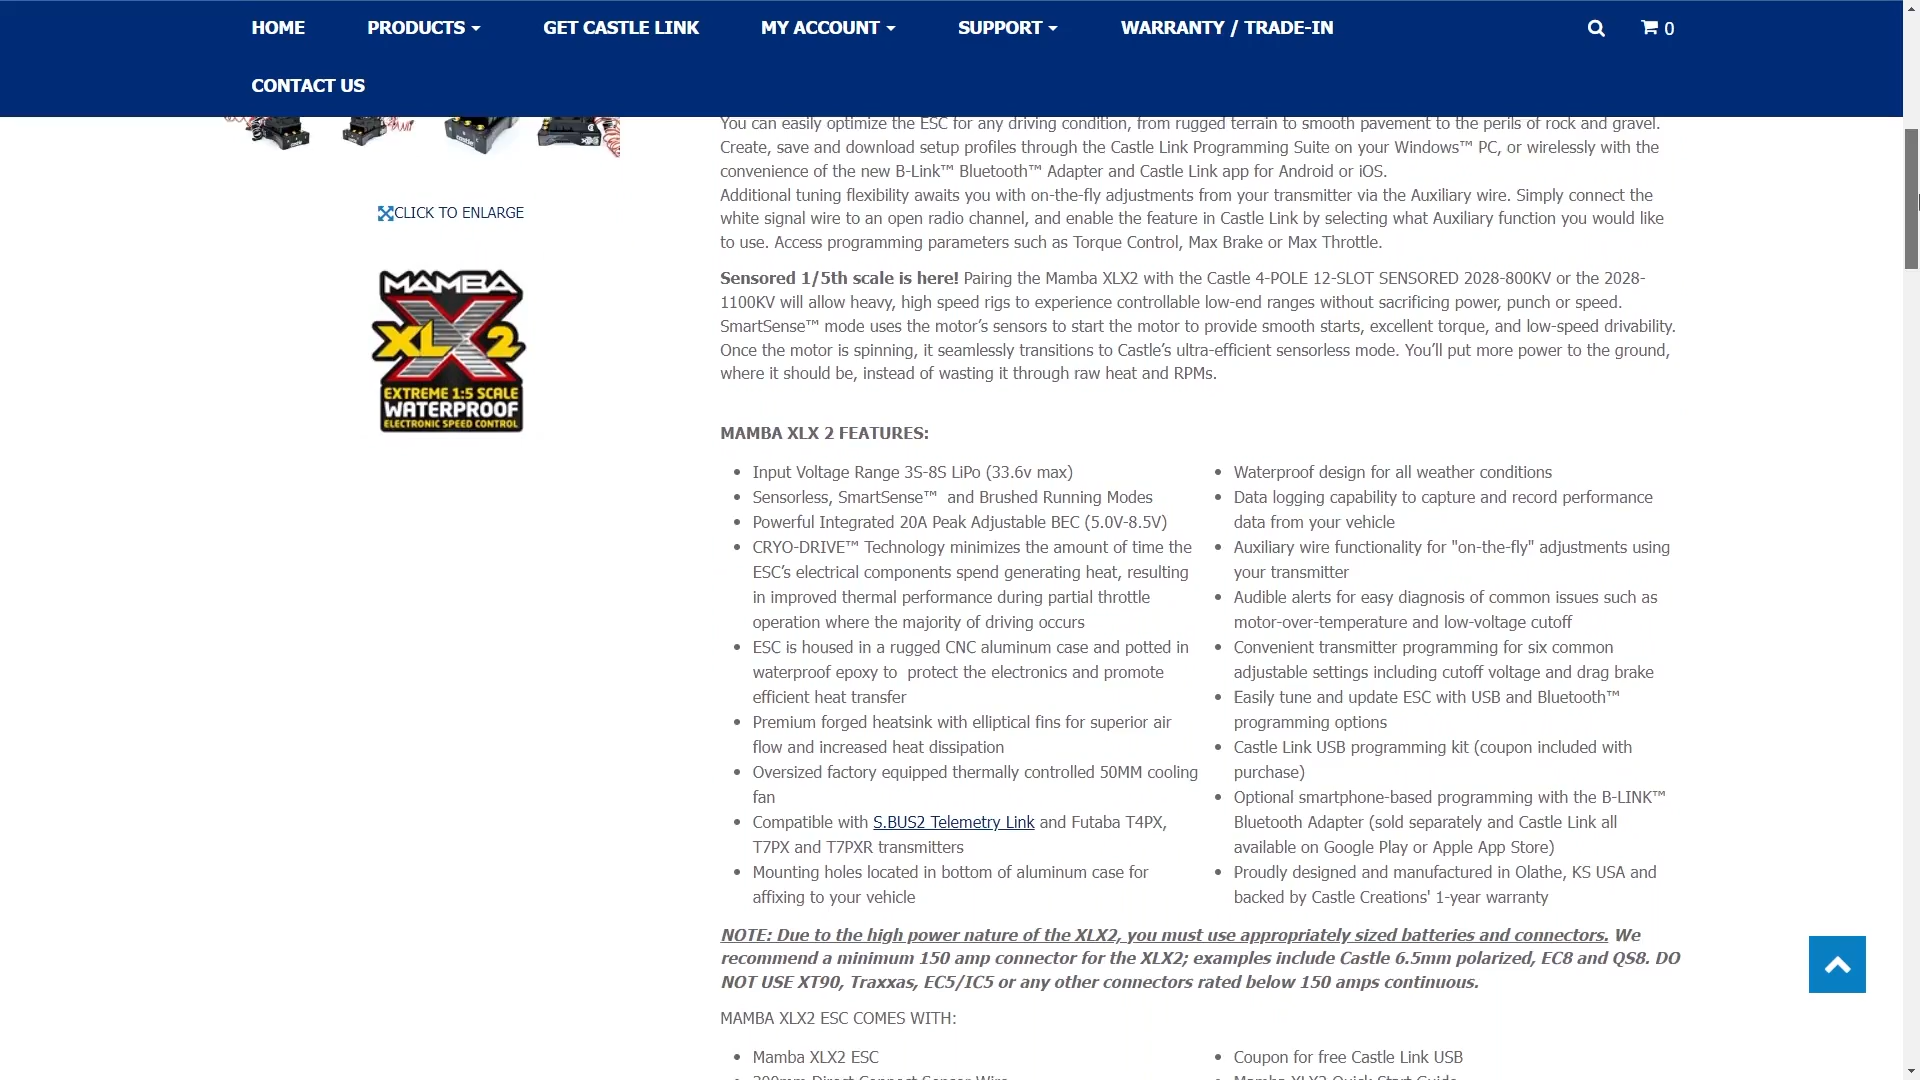 HOME PRODUCTS GET CASTLE LINK MY ACCOUNT SUPPORT WARRANTY / TRADE-IN 0
CONTACT US
You can easily optimize the ESC for any driving condition, from rugged terrain to smooth pavement to the perils of rock and gravel.
Create, save and download setup profiles through the Castle Link Programming Suite on your Windows™ PC, or wirelessly with the
convenience of the new B-Link™ Bluetooth™ Adapter and Castle Link app for Android or iOS.
Additional tuning flexibility awaits you with on-the-fly adjustments from your transmitter via the Auxiliary wire. Simply connect the
white signal wire to an open radio channel, and enable the feature in Castle Link by selecting what Auxiliary function you would like
to use. Access programming parameters such as Torque Control, Max Brake or Max Throttle.
CLICK TO ENLARGE
MAMBA
XLX2
EXTREME 1:5 SCALE
WATERPROOF
ELECTRONIC SPEED CONTROL
Sensored 1/5th scale is here! Pairing the Mamba XLX2 with the Castle 4-POLE 12-SLOT SENSORED 2028-800KV or the 2028-
1100KV will allow heavy, high speed rigs to experience controllable low-end ranges without sacrificing power, punch or speed.
SmartSense™ mode uses the motor’s sensors to start the motor to provide smooth starts, excellent torque, and low-speed drivability.
Once the motor is spinning, it seamlessly transitions to Castle’s ultra-efficient sensorless mode. You’ll put more power to the ground,
where it should be, instead of wasting it through raw heat and RPMs.
MAMBA XLX 2 FEATURES:
• Input Voltage Range 3S-8S LiPo (33.6v max)
• Sensorless, SmartSense™ and Brushed Running Modes
• Powerful Integrated 20A Peak Adjustable BEC (5.0V-8.5V)
• CRYO-DRIVE™ Technology minimizes the amount of time the
ESC’s electrical components spend generating heat, resulting
in improved thermal performance during partial throttle
operation where the majority of driving occurs
• ESC is housed in a rugged CNC aluminum case and potted in
waterproof epoxy to protect the electronics and promote
efficient heat transfer
• Premium forged heatsink with elliptical fins for superior air
flow and increased heat dissipation
• Oversized factory equipped thermally controlled 50MM cooling
fan
• Compatible with S.BUS2 Telemetry Link and Futaba T4PX,
T7PX and T7PXR transmitters
• Mounting holes located in bottom of aluminum case for
affixing to your vehicle
• Waterproof design for all weather conditions
• Data logging capability to capture and record performance
data from your vehicle
• Auxiliary wire functionality for "on-the-fly" adjustments using
your transmitter
• Audible alerts for easy diagnosis of common issues such as
motor-over-temperature and low-voltage cutoff
• Convenient transmitter programming for six common
adjustable settings including cutoff voltage and drag brake
• Easily tune and update ESC with USB and Bluetooth™
programming options
• Castle Link USB programming kit (coupon included with
purchase)
• Optional smartphone-based programming with the B-LINK™
Bluetooth Adapter (sold separately and Castle Link all
available on Google Play or Apple App Store)
• Proudly designed and manufactured in Olathe, KS USA and
backed by Castle Creations' 1-year warranty
NOTE: Due to the high power nature of the XLX2, you must use appropriately sized batteries and connectors. We
recommend a minimum 150 amp connector for the XLX2; examples include Castle 6.5mm polarized, EC8 and QS8. DO
NOT USE XT90, Traxxas, EC5/IC5 or any other connectors rated below 150 amps continuous.
MAMBA XLX2 ESC COMES WITH:
• Mamba XLX2 ESC
• Coupon for free Castle Link USB